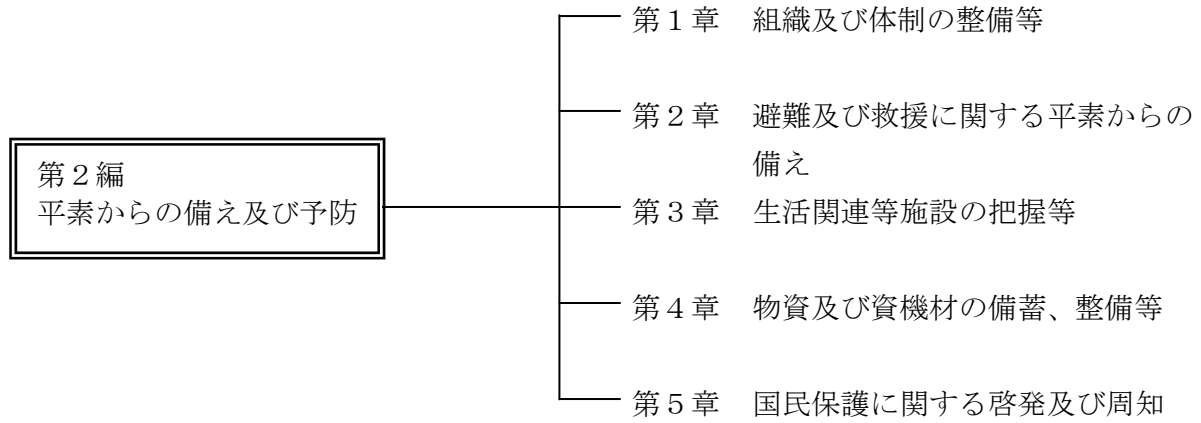 第２編
平素からの備え及び予防
第１章　組織及び体制の整備等
第２章　避難及び救援に関する平素からの
備え
第３章　生活関連等施設の把握等
第４章　物資及び資機材の備蓄、整備等
第５章　国民保護に関する啓発及び周知